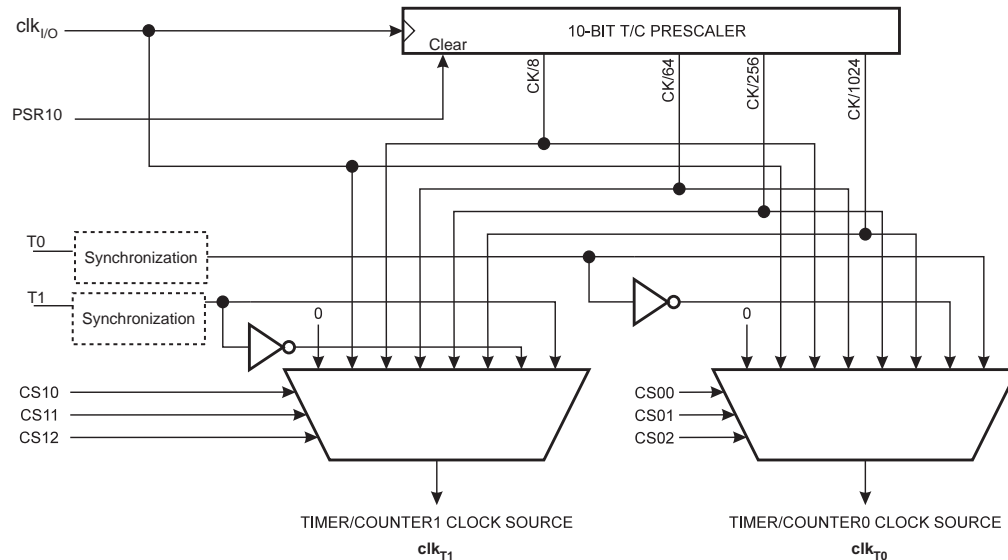 clkI/O
10-BIT T/C PRESCALER
Clear
CK/8
CK/64
CK/256
CK/1024
PSR10
T0
Synchronization
T1
Synchronization
0
0
CS10
CS11
CS12
CS00
CS01
CS02
TIMER/COUNTER1 CLOCK SOURCE
clkT1
TIMER/COUNTER0 CLOCK SOURCE
clkT0